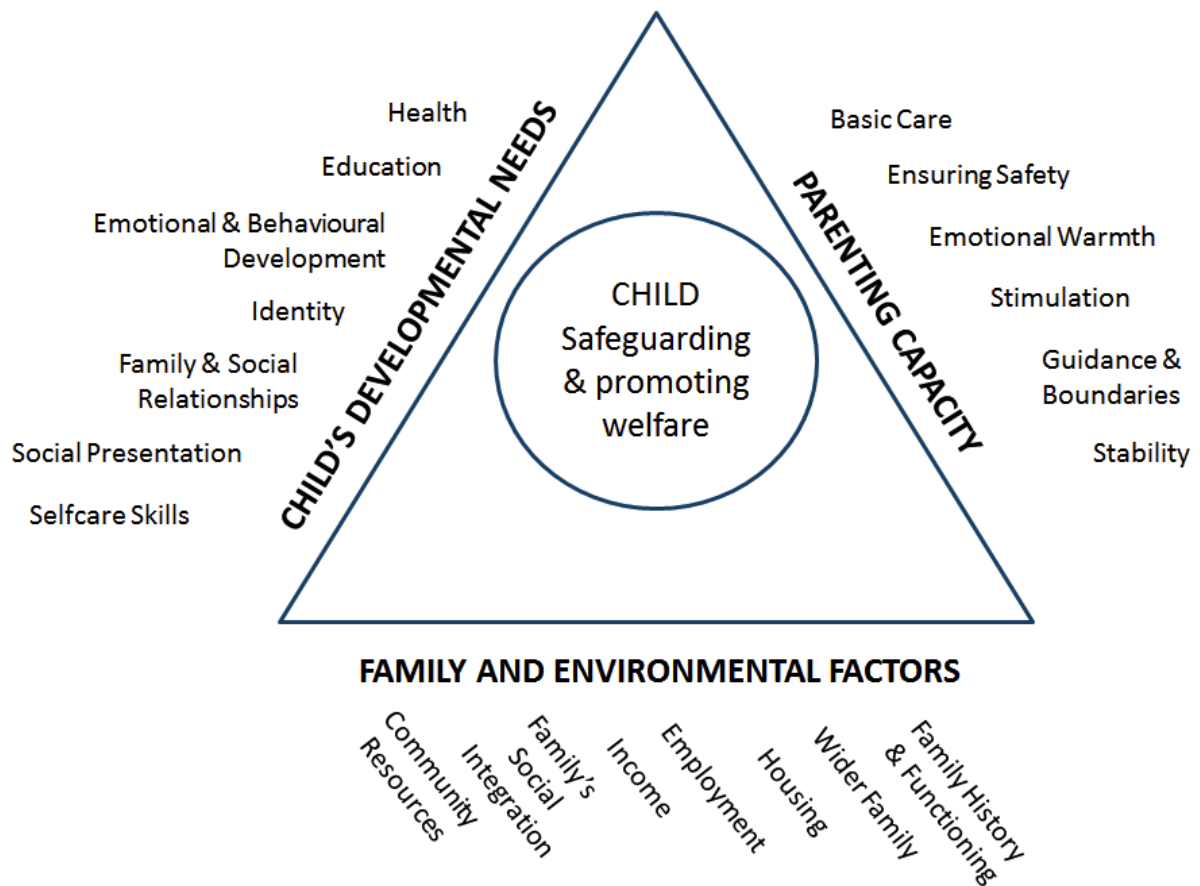 Health
Education
Emotional & Behavioural
Development
Identity
Family & Social
Relationships
Social Presentation
Selfcare Skills
CHILD'S DEVELOPMENTAL NEEDS
CHILD
Safeguarding
& promoting
welfare
PARENTING CAPACITY
Basic Care
Ensuring Safety
Emotional Warmth
Stimulation
Guidance &
Boundaries
Stability
FAMILY AND ENVIRONMENTAL FACTORS
Community
Resources
Family's
Social
Integration
Income
Employment
Housing
Wider Family
Family History
& Functioning